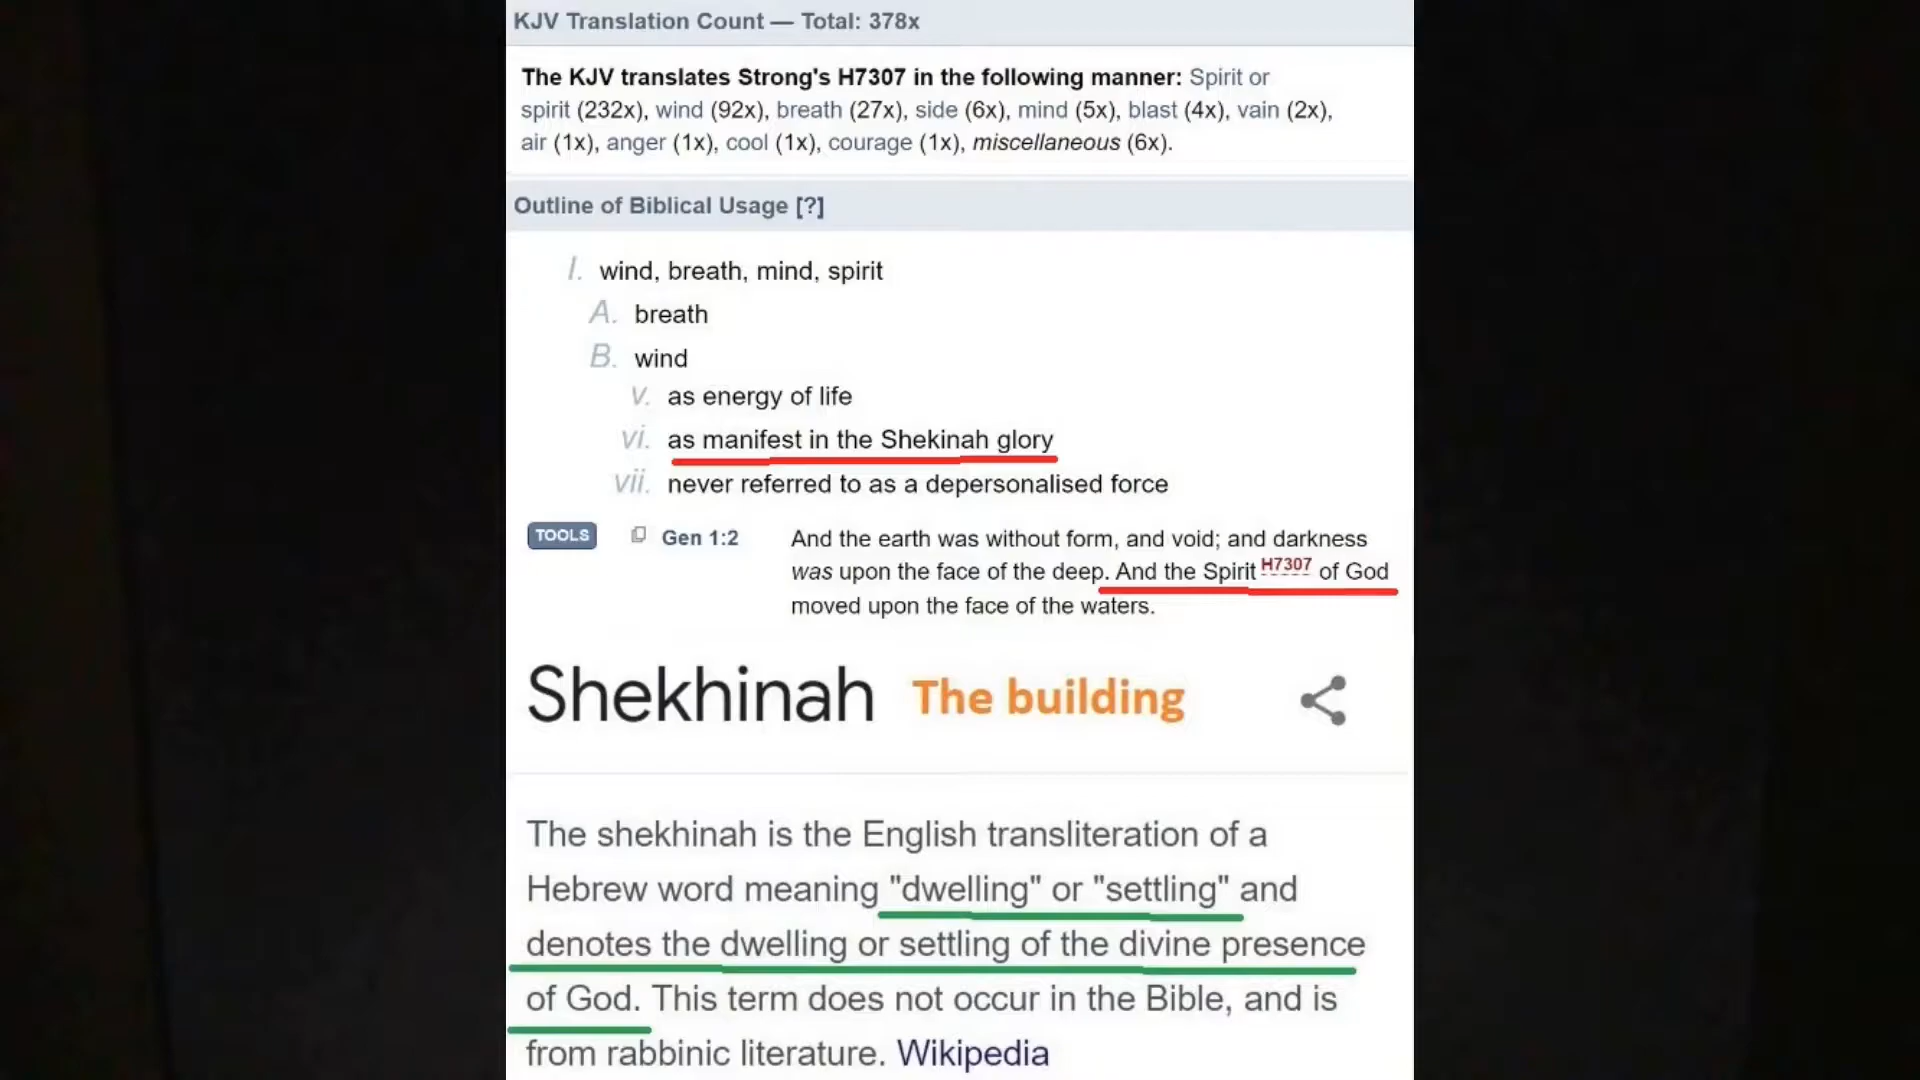 KJV Translation Count — Total: 378x
The KJV translates Strong's H7307 in the following manner: Spirit or
spirit (232x), wind (92x), breath (27x), side (6x), mind (5x), blast (4x), vain (2x),
air (1x), anger (1x), cool (1x), courage (1x), miscellaneous (6x).
Outline of Biblical Usage [?]
I. wind, breath, mind, spirit
A. breath
B. wind
v. as energy of life
vi. as manifest in the Shekinah glory
vii. never referred to as a depersonalised force
TOOLS Gen 1:2 And the earth was without form, and void; and darkness
was upon the face of the deep. And the Spirit H7307 of God
moved upon the face of the waters.
Shekhinah The building
The shekhinah is the English transliteration of a
Hebrew word meaning "dwelling" or "settling" and
denotes the dwelling or settling of the divine presence
of God. This term does not occur in the Bible, and is
from rabbinic literature. Wikipedia